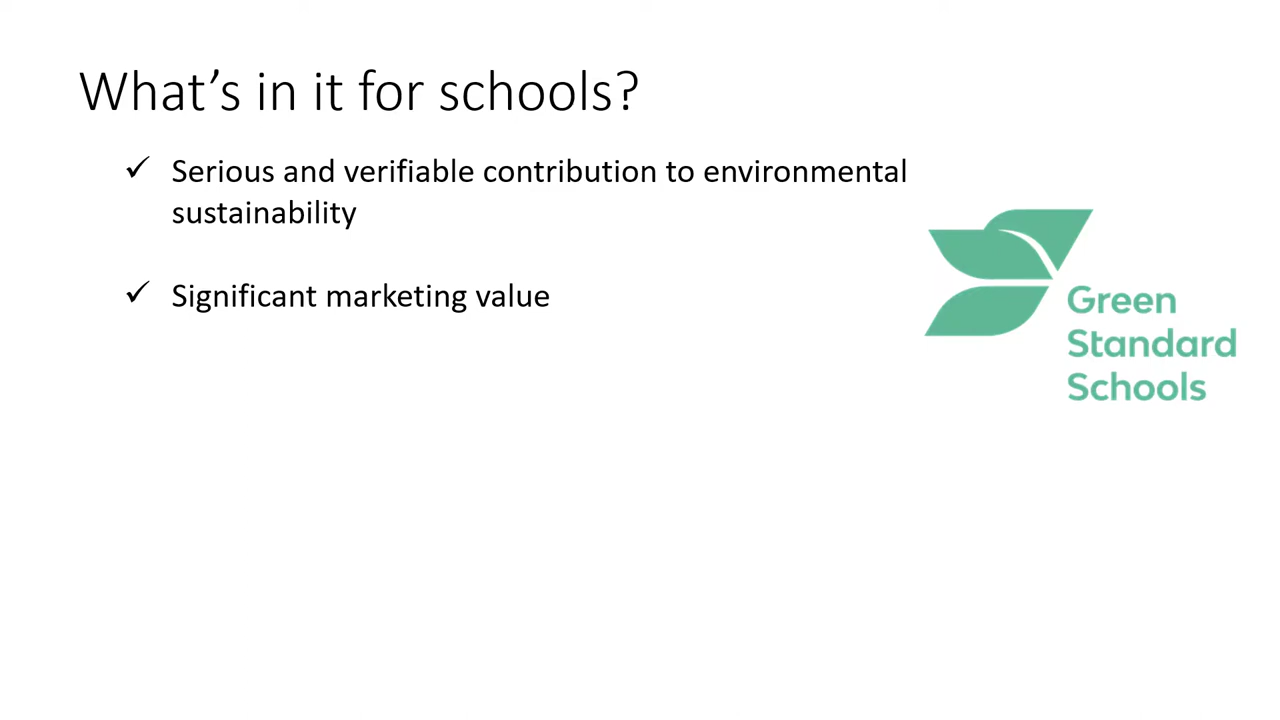 What’s in it for schools?
✓ Serious and verifiable contribution to environmental
sustainability
✓ Significant marketing value
Green
Standard
Schools